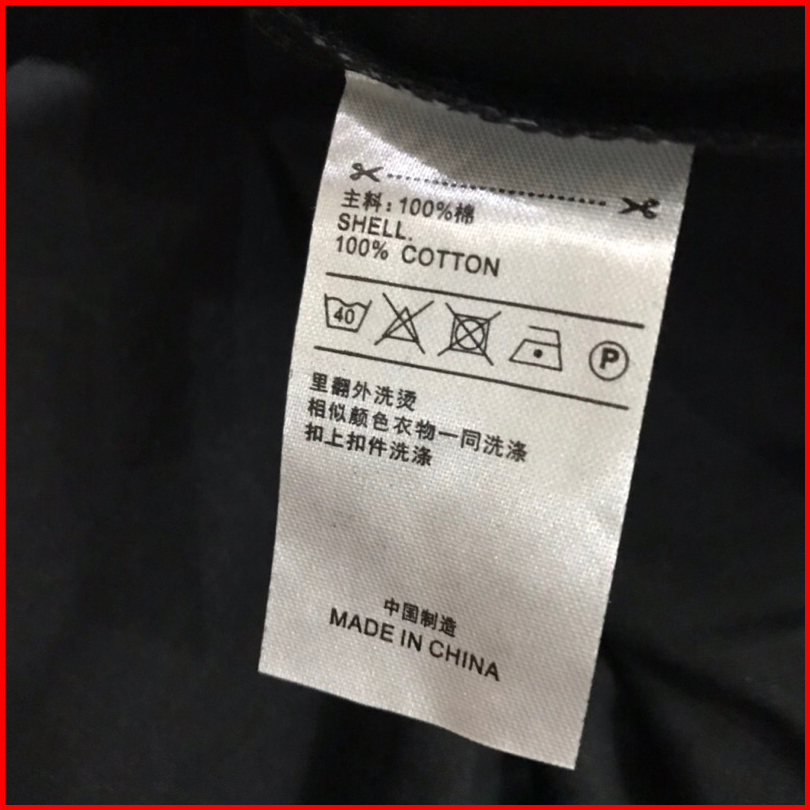 主料：100%棉
SHELL.
100% COTTON
40
P
里翻外洗烫
相似颜色衣物一同洗涤
扣上扣件洗涤
中国制造
MADE IN CHINA